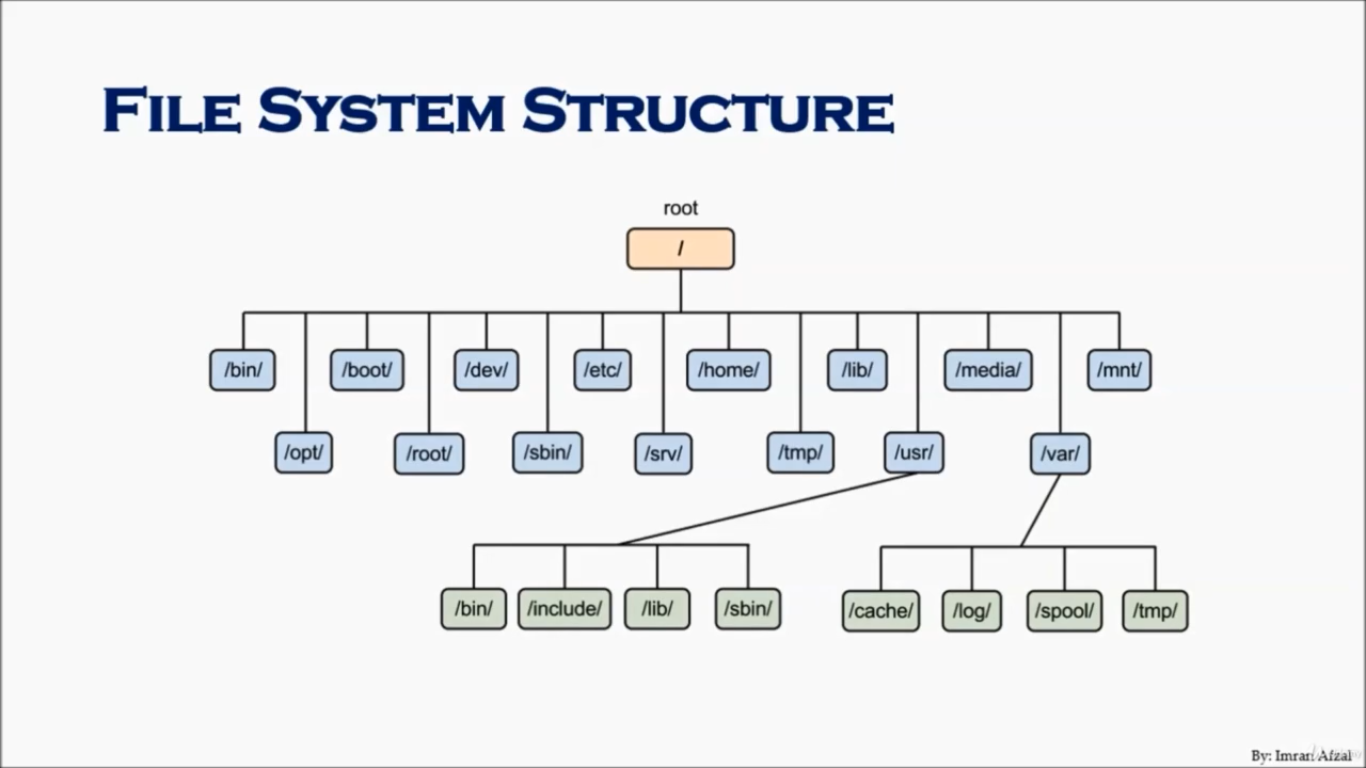 FILE SYSTEM STRUCTURE
root
/
/bin/ /boot/ /dev/ /etc/ /home/ /lib/ /media/ /mnt/
/opt/ /root/ /sbin/ /srv/ /tmp/ /usr/ /var/
/bin/ /include/ /lib/ /sbin/ /cache/ /log/ /spool/ /tmp/
By: Imran Afzal